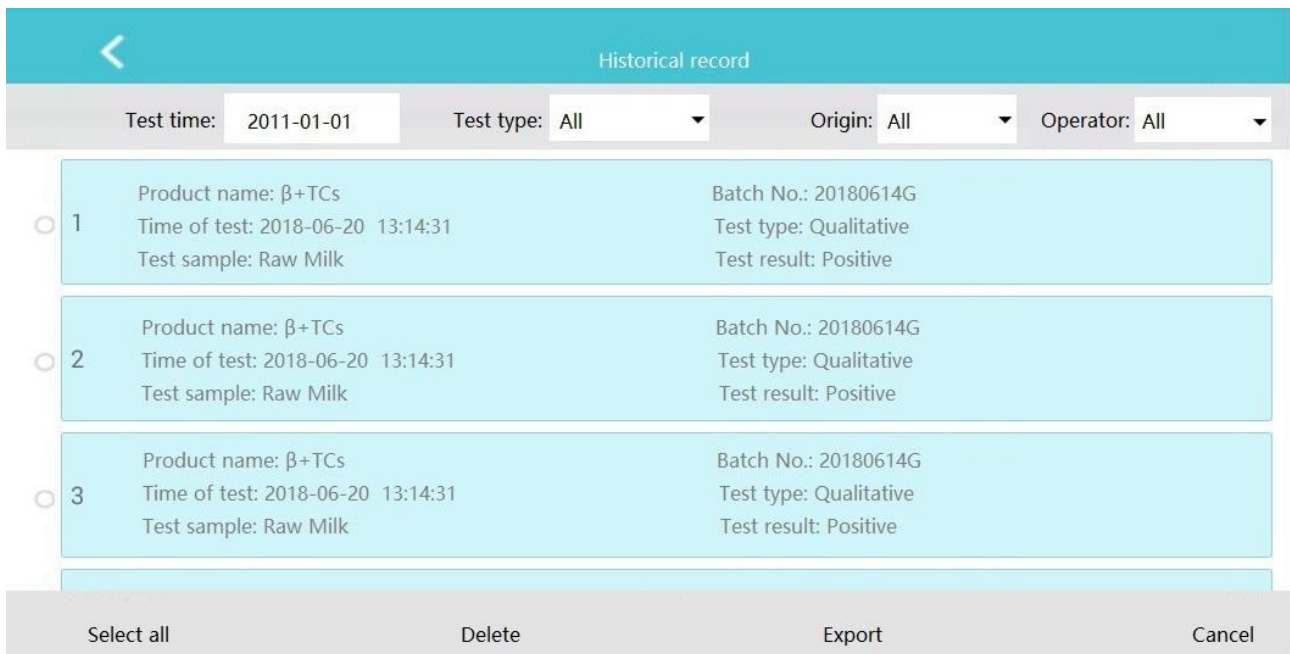 Historical record
Test time: 2011-01-01 Test type: All Origin: All Operator: All
1
Product name: β+TCs Batch No.: 20180614G
Time of test: 2018-06-20 13:14:31 Test type: Qualitative
Test sample: Raw Milk Test result: Positive
2
Product name: β+TCs Batch No.: 20180614G
Time of test: 2018-06-20 13:14:31 Test type: Qualitative
Test sample: Raw Milk Test result: Positive
3
Product name: β+TCs Batch No.: 20180614G
Time of test: 2018-06-20 13:14:31 Test type: Qualitative
Test sample: Raw Milk Test result: Positive
Select all Delete Export Cancel